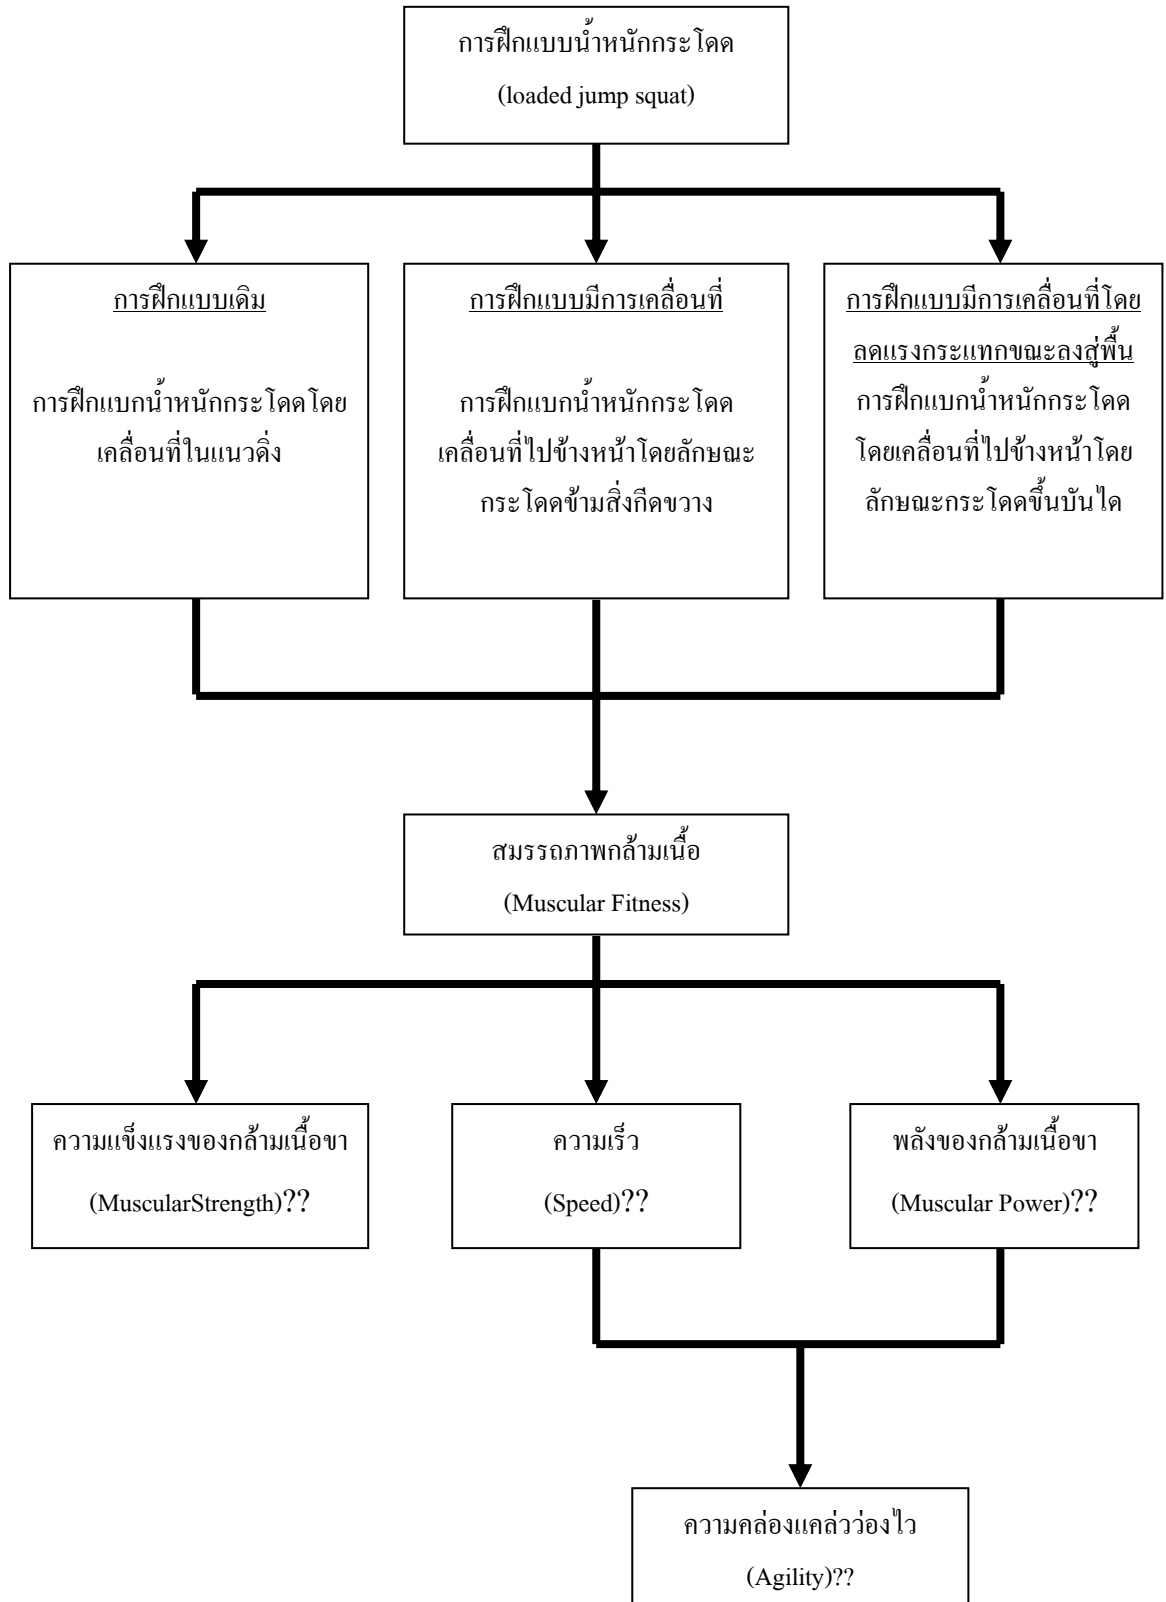 การฝึกแบบน้ำหนักกระโดด
(loaded jump squat)
การฝึกแบบเดิม
การฝึกแบกน้ำหนักกระโดดโดย
เคลื่อนที่ในแนวดิ่ง
การฝึกแบบมีการเคลื่อนที่
การฝึกแบกน้ำหนักกระโดด
เคลื่อนที่ไปข้างหน้าโดยลักษณะ
กระโดดข้ามสิ่งกีดขวาง
การฝึกแบบมีการเคลื่อนที่โดย
ลดแรงกระแทกขณะลงสู่พื้น
การฝึกแบกน้ำหนักกระโดด
โดยเคลื่อนที่ไปข้างหน้าโดย
ลักษณะกระโดดขึ้นบันได
สมรรถภาพกล้ามเนื้อ
(Muscular Fitness)
ความแข็งแรงของกล้ามเนื้อขา
(MuscularStrength)??
ความเร็ว
(Speed)??
พลังของกล้ามเนื้อขา
(Muscular Power)??
ความคล่องแคล่วว่องไว
(Agility)??